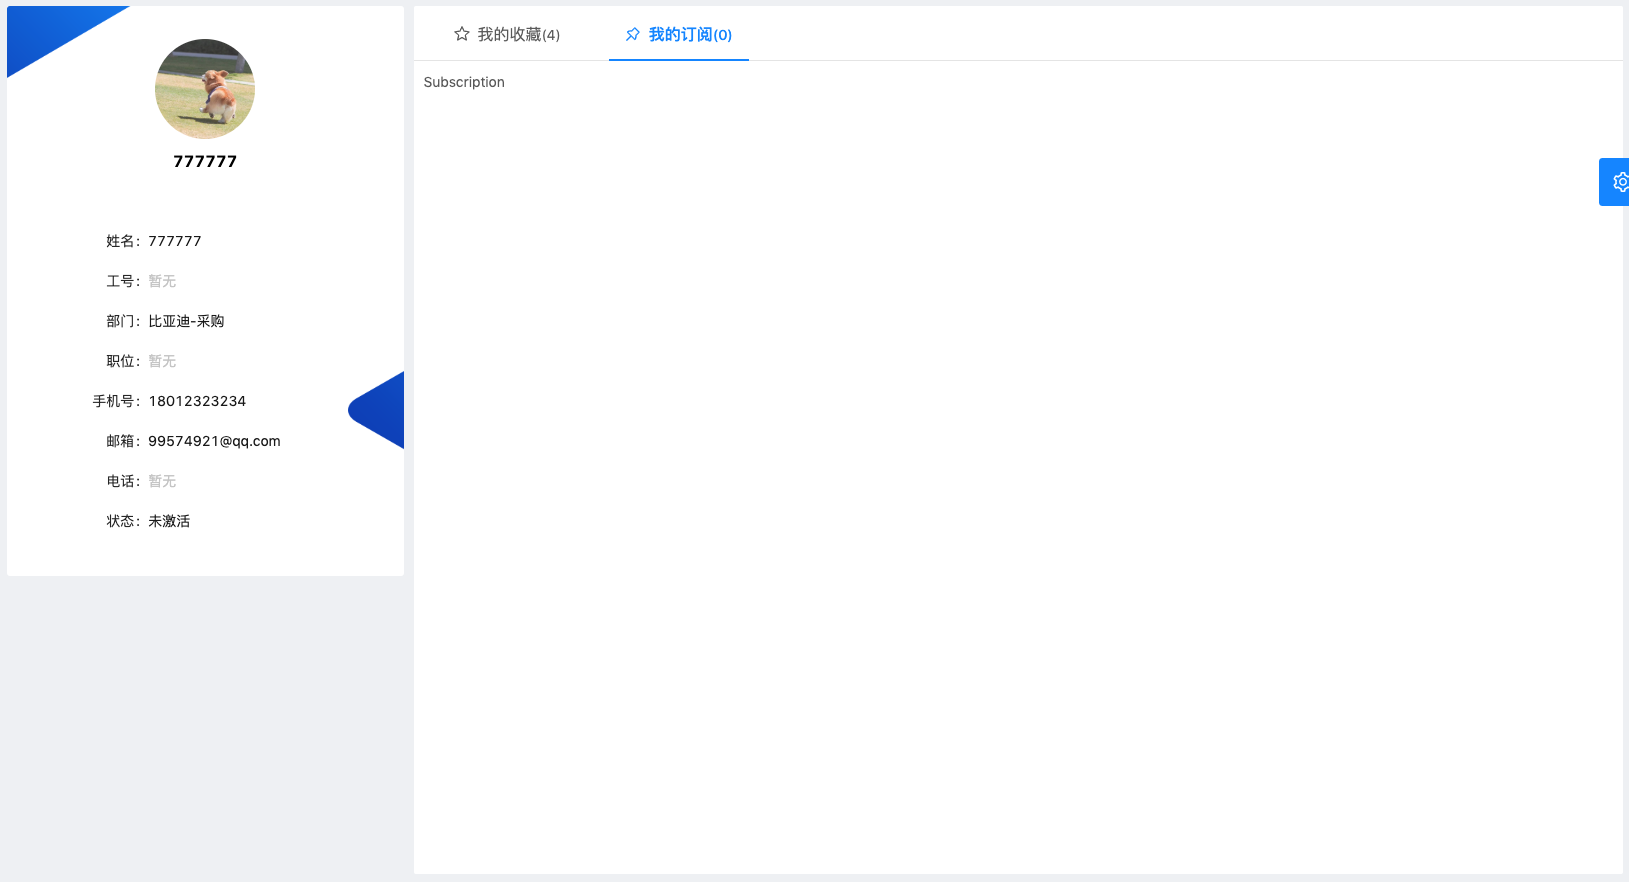 777777
姓名：777777
工号：暂无
部门：比亚迪-采购
职位：暂无
手机号：18012323234
邮箱：99574921@qq.com
电话：暂无
状态：未激活
我的收藏(4) 我的订阅(0)
Subscription